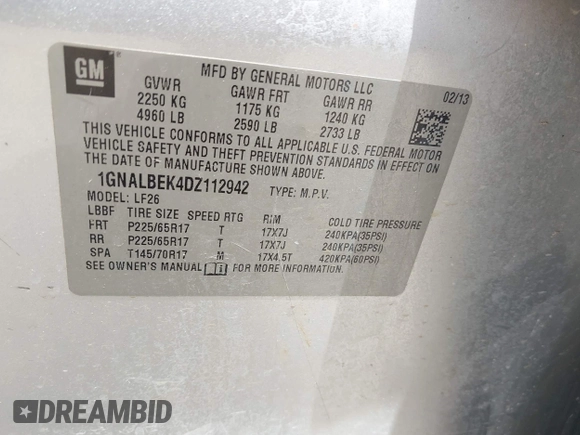 GM
MFD BY GENERAL MOTORS LLC
02/13
GVWR GAWR FRT GAWR RR
2250 KG 1175 KG 1240 KG
4960 LB 2590 LB 2733 LB
THIS VEHICLE CONFORMS TO ALL APPLICABLE U.S. FEDERAL MOTOR
VEHICLE SAFETY AND THEFT PREVENTION STANDARDS IN EFFECT ON
THE DATE OF MANUFACTURE SHOWN ABOVE.
1GNALBEK4DZ112942 TYPE: M.P.V.
MODEL: LF26
LBBF TIRE SIZE SPEED RTG RIM COLD TIRE PRESSURE
FRT P225/65R17 T 17X7J 240KPA(35PSI)
RR P225/65R17 T 17X7J 240KPA(35PSI)
SPA T145/70R17 M 17X4.5T 420KPA(60PSI)
SEE OWNER'S MANUAL FOR MORE INFORMATION.
DREAMBID